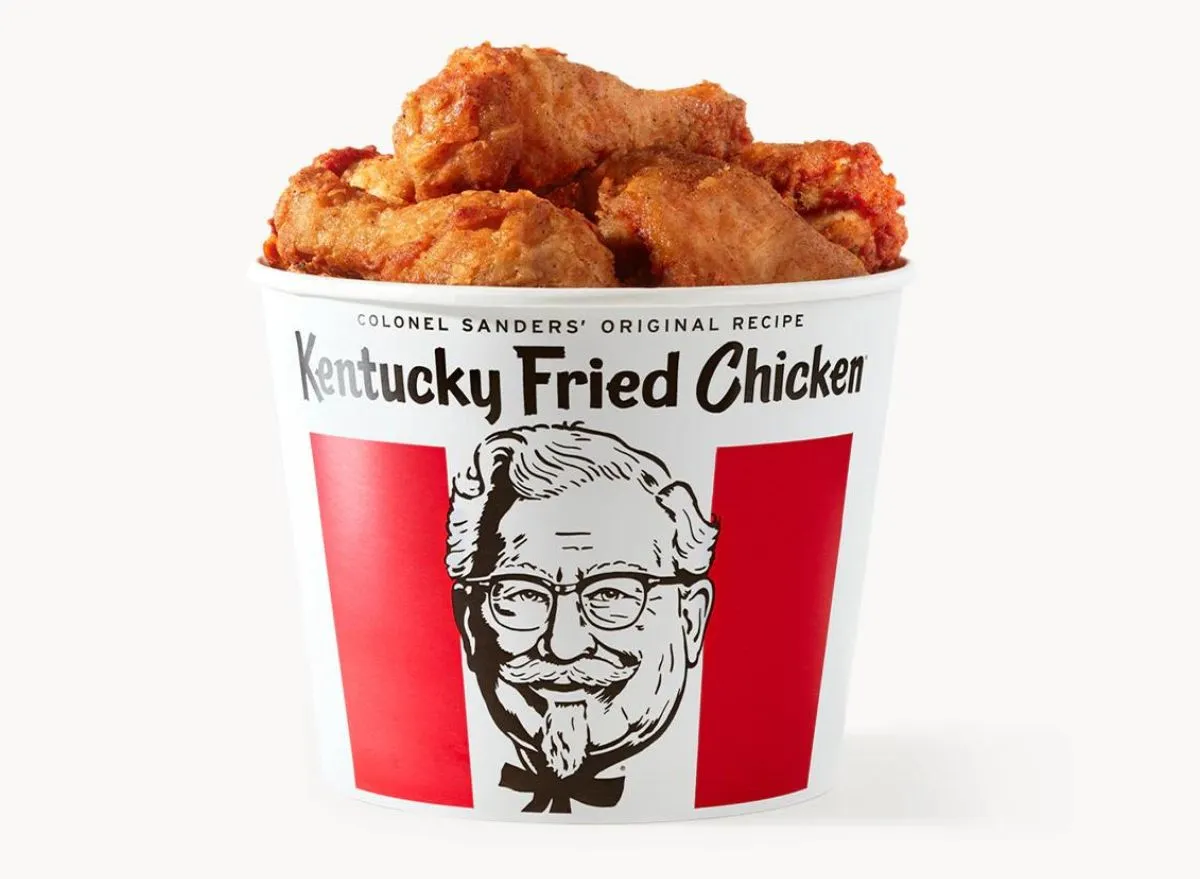 COLONEL SANDERS' ORIGINAL RECIPE
Kentucky Fried Chicken